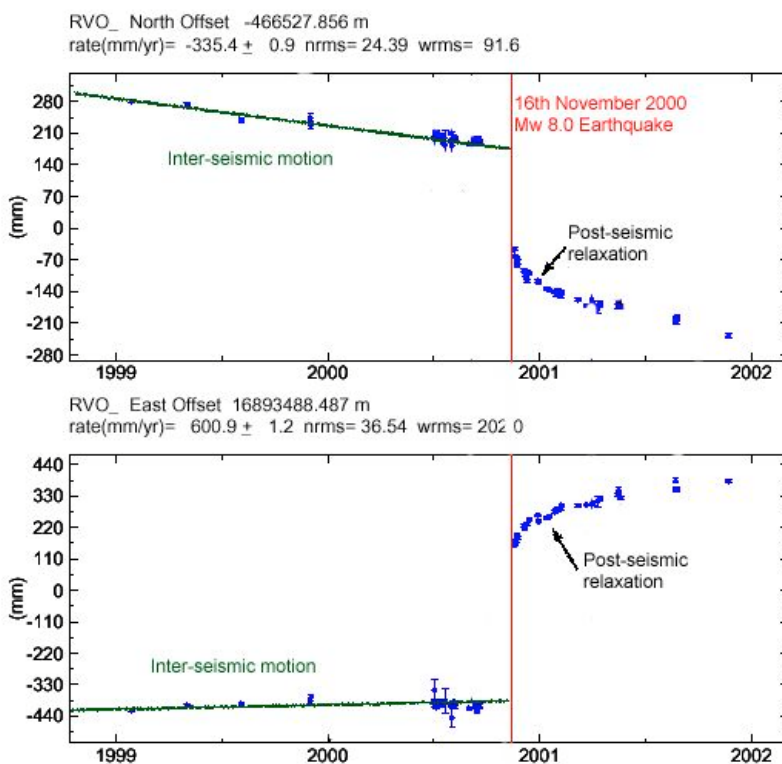 RVO_ North Offset -466527.856 m
rate(mm/yr)= -335.4 ± 0.9 nrms= 24.39 wrms= 91.6
280
210
140
70
0
-70
-140
-210
-280
(mm)
16th November 2000
Mw 8.0 Earthquake
Inter-seismic motion
Post-seismic
relaxation
1999 2000 2001 2002
RVO_ East Offset 16893488.487 m
rate(mm/yr)= 600.9 ± 1.2 nrms= 36.54 wrms= 202 0
440
330
220
110
0
-110
-220
-330
-440
(mm)
Post-seismic
relaxation
Inter-seismic motion
1999 2000 2001 2002